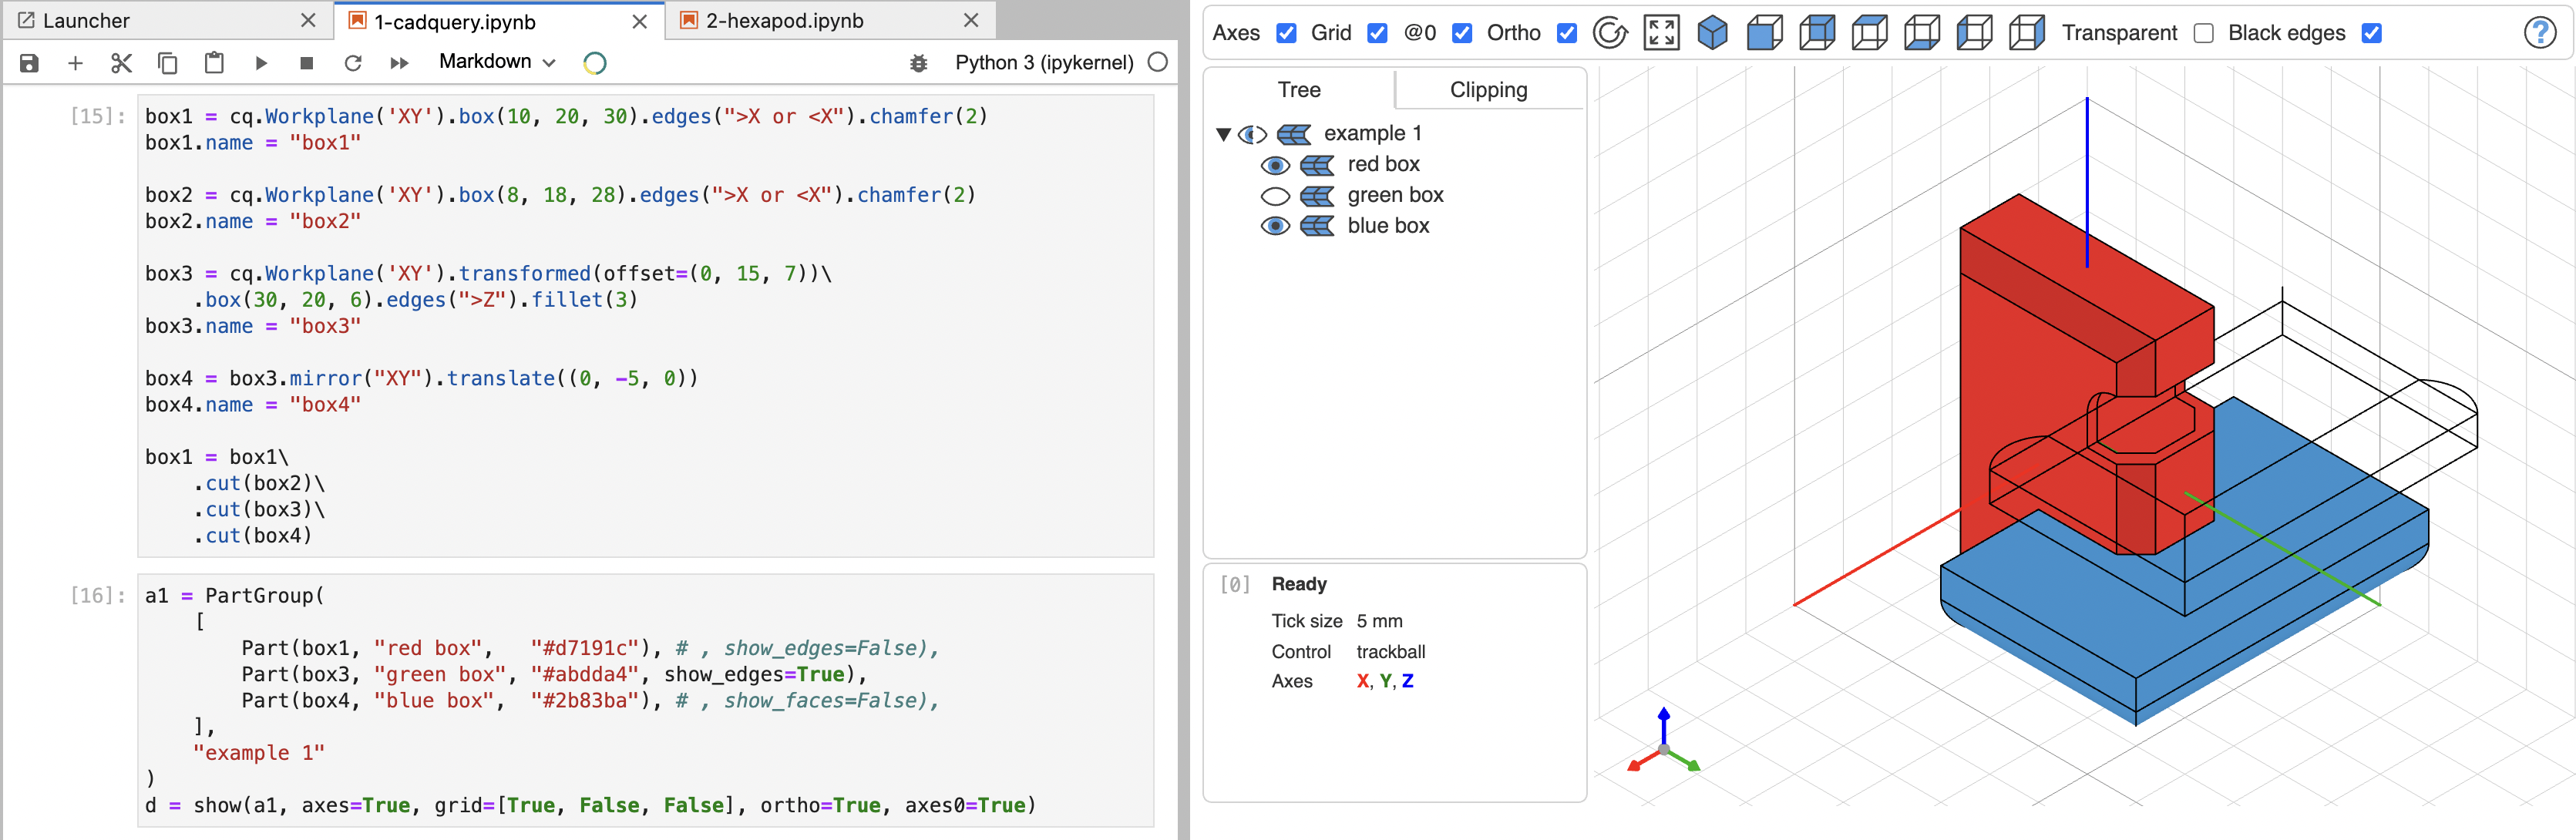 Launcher
1-cadquery.ipynb
2-hexapod.ipynb
Markdown
Python 3 (ipykernel)
[15]:
box1 = cq.Workplane('XY').box(10, 20, 30).edges(">X or <X").chamfer(2)
box1.name = "box1"
box2 = cq.Workplane('XY').box(8, 18, 28).edges(">X or <X").chamfer(2)
box2.name = "box2"
box3 = cq.Workplane('XY').transformed(offset=(0, 15, 7))\
.box(30, 20, 6).edges(">Z").fillet(3)
box3.name = "box3"
box4 = box3.mirror("XY").translate((0, -5, 0))
box4.name = "box4"
box1 = box1\
.cut(box2)\
.cut(box3)\
.cut(box4)
[16]:
a1 = PartGroup(
[
Part(box1, "red box",   "#d7191c"), # , show_edges=False),
Part(box3, "green box", "#abdda4", show_edges=True),
Part(box4, "blue box",  "#2b83ba"), # , show_faces=False),
],
"example 1"
)
d = show(a1, axes=True, grid=[True, False, False], ortho=True, axes0=True)
Axes Grid @0 Ortho Transparent Black edges ?
Tree Clipping
example 1
red box
green box
blue box
[0] Ready
Tick size 5 mm
Control trackball
Axes X, Y, Z